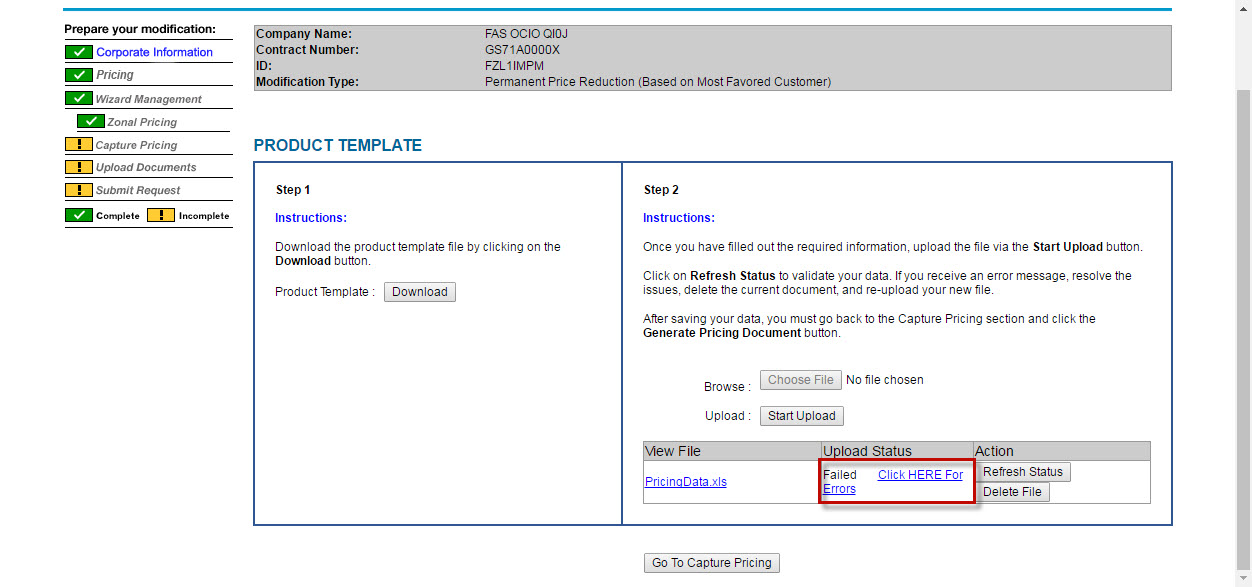 Prepare your modification:
Corporate Information
Pricing
Wizard Management
Zonal Pricing
Capture Pricing
Upload Documents
Submit Request
Complete ! Incomplete
Company Name: FAS OCIO QI0J
Contract Number: GS71A0000X
ID: FZL1IMPM
Modification Type: Permanent Price Reduction (Based on Most Favored Customer)
PRODUCT TEMPLATE
Step 1
Instructions:
Download the product template file by clicking on the
Download button.
Product Template : Download
Step 2
Instructions:
Once you have filled out the required information, upload the file via the Start Upload button.
Click on Refresh Status to validate your data. If you receive an error message, resolve the
issues, delete the current document, and re-upload your new file.
After saving your data, you must go back to the Capture Pricing section and click the
Generate Pricing Document button.
Browse : Choose File No file chosen
Upload : Start Upload
View File Upload Status Action
PricingData.xls
Failed Click HERE For
Errors
Refresh Status
Delete File
Go To Capture Pricing